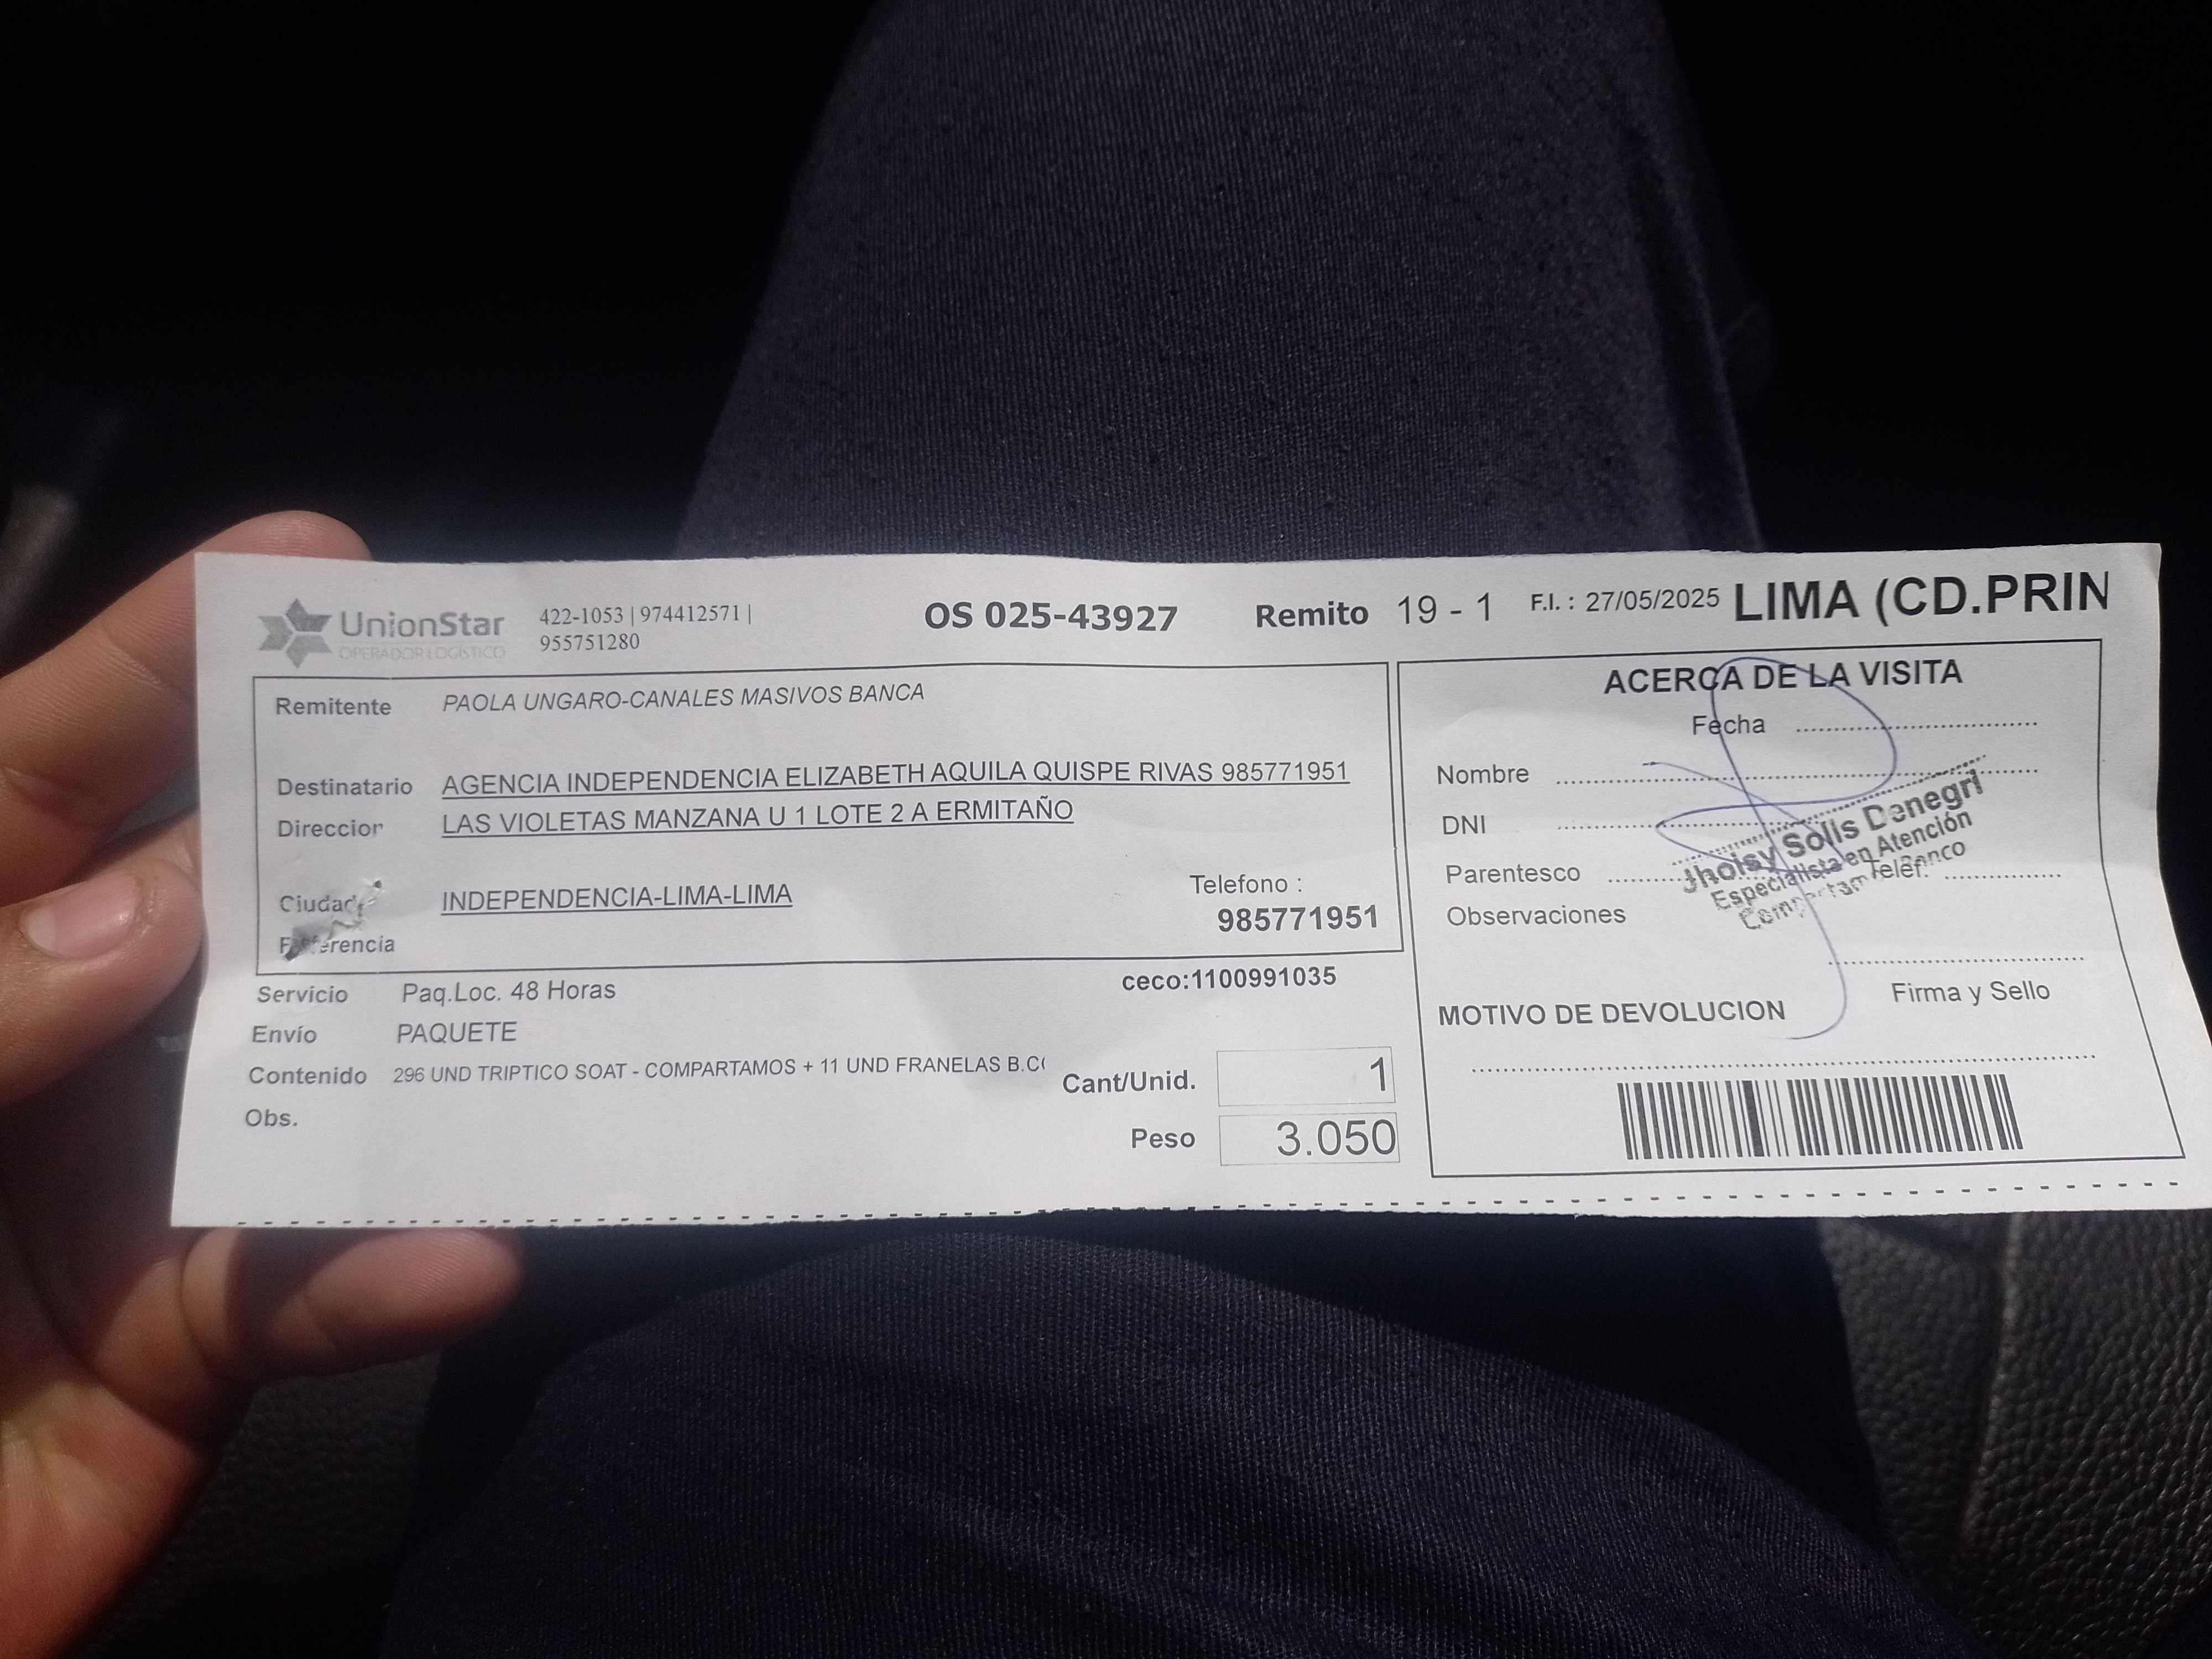 UnionStar
OPERADOR LOGÍSTICO
422-1053 | 974412571 |
955751280
OS 025-43927
Remito 19 - 1
F.I. : 27/05/2025
LIMA (CD.PRIN
Remitente PAOLA UNGARO-CANALES MASIVOS BANCA
Destinatario AGENCIA INDEPENDENCIA ELIZABETH AQUILA QUISPE RIVAS 985771951
Direccior LAS VIOLETAS MANZANA U 1 LOTE 2 A ERMITAÑO
Ciudad INDEPENDENCIA-LIMA-LIMA
Telefono :
985771951
Servicio Paq.Loc. 48 Horas
ceco:1100991035
Envío PAQUETE
Contenido 296 UND TRIPTICO SOAT - COMPARTAMOS + 11 UND FRANELAS
Cant/Unid. 1
Obs.
Peso 3.050
ACERCA DE LA VISITA
Fecha
Nombre
DNI
Parentesco
Telef.
Observaciones
Jhoisy Solis Denegri
Especialista en Atención
Firma y Sello
MOTIVO DE DEVOLUCION